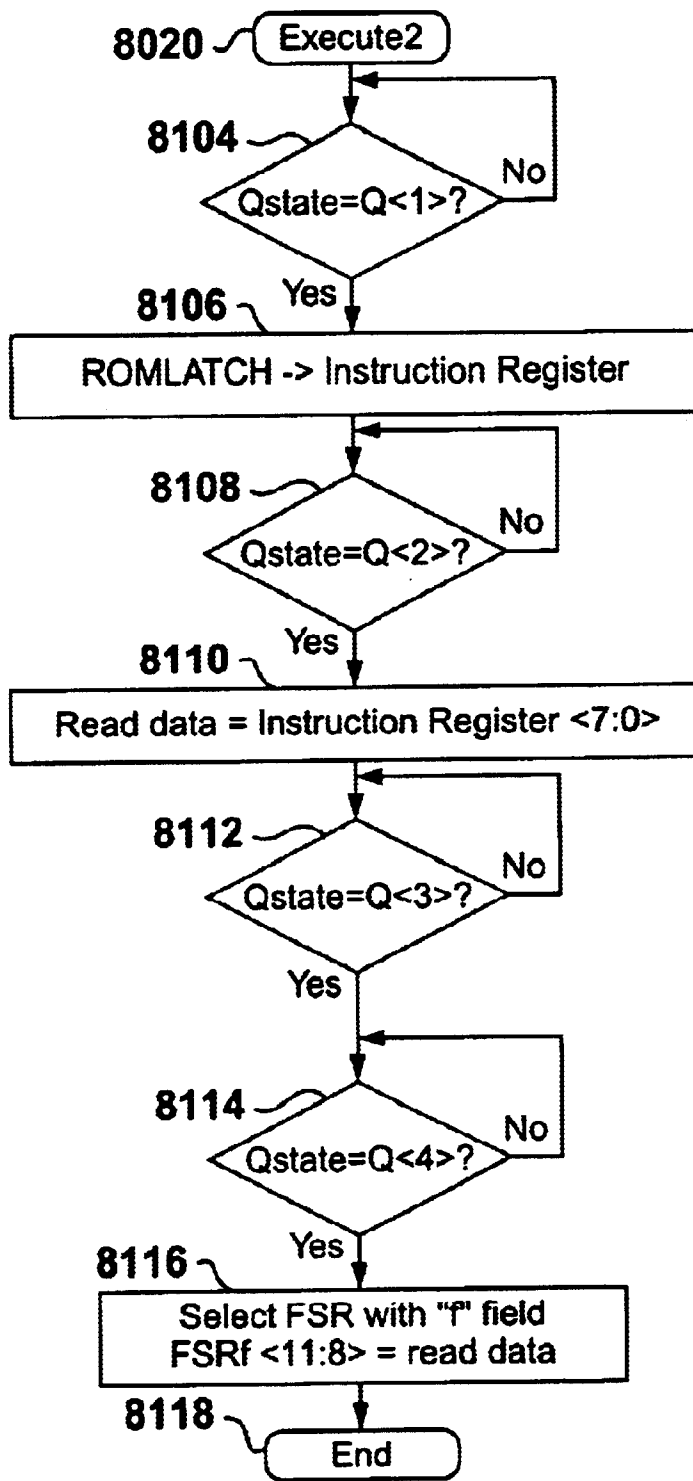 8020 Execute2
8104
Qstate=Q<1>?
No
Yes
8106
ROMLATCH -> Instruction Register
8108
Qstate=Q<2>?
No
Yes
8110
Read data = Instruction Register <7:0>
8112
Qstate=Q<3>?
No
Yes
8114
Qstate=Q<4>?
No
Yes
8116
Select FSR with "f" field
FSRf <11:8> = read data
8118
End